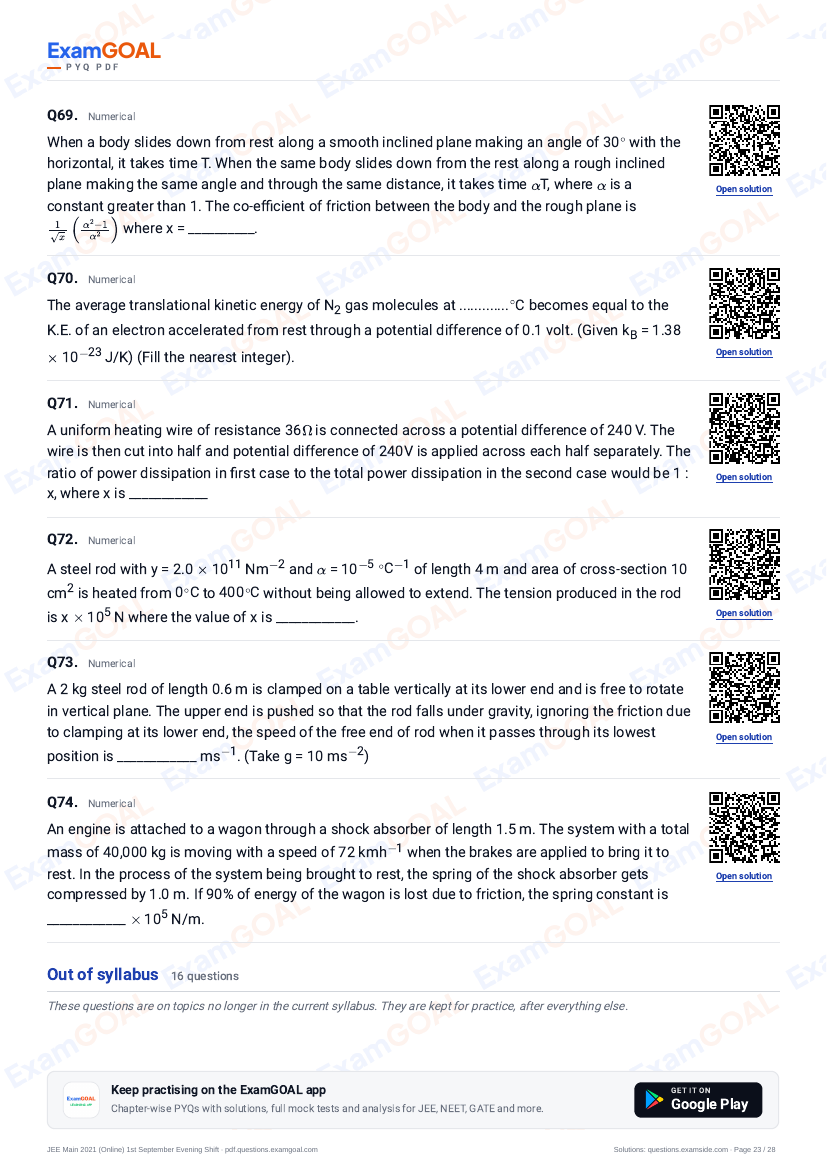 ExamGOAL
PYQ PDF
Q69. Numerical
When a body slides down from rest along a smooth inclined plane making an angle of 30° with the
horizontal, it takes time T. When the same body slides down from the rest along a rough inclined
plane making the same angle and through the same distance, it takes time αT, where α is a
constant greater than 1. The co-efficient of friction between the body and the rough plane is
$\frac{1}{\sqrt{x}}\left(\frac{\alpha^2-1}{\alpha^2}\right)$ where x = __________.
Open solution
Q70. Numerical
The average translational kinetic energy of N₂ gas molecules at .............°C becomes equal to the
K.E. of an electron accelerated from rest through a potential difference of 0.1 volt. (Given k_B = 1.38
× 10⁻²³ J/K) (Fill the nearest integer).
Open solution
Q71. Numerical
A uniform heating wire of resistance 36Ω is connected across a potential difference of 240 V. The
wire is then cut into half and potential difference of 240V is applied across each half separately. The
ratio of power dissipation in first case to the total power dissipation in the second case would be 1 :
x, where x is ____________
Open solution
Q72. Numerical
A steel rod with y = 2.0 × 10¹¹ Nm⁻² and α = 10⁻⁵ °C⁻¹ of length 4 m and area of cross-section 10
cm² is heated from 0°C to 400°C without being allowed to extend. The tension produced in the rod
is x × 10⁵ N where the value of x is ____________.
Open solution
Q73. Numerical
A 2 kg steel rod of length 0.6 m is clamped on a table vertically at its lower end and is free to rotate
in vertical plane. The upper end is pushed so that the rod falls under gravity, ignoring the friction due
to clamping at its lower end, the speed of the free end of rod when it passes through its lowest
position is ____________ ms⁻¹. (Take g = 10 ms⁻²)
Open solution
Q74. Numerical
An engine is attached to a wagon through a shock absorber of length 1.5 m. The system with a total
mass of 40,000 kg is moving with a speed of 72 kmh⁻¹ when the brakes are applied to bring it to
rest. In the process of the system being brought to rest, the spring of the shock absorber gets
compressed by 1.0 m. If 90% of energy of the wagon is lost due to friction, the spring constant is
____________ × 10⁵ N/m.
Open solution
Out of syllabus 16 questions
These questions are on topics no longer in the current syllabus. They are kept for practice, after everything else.
ExamGOAL
Keep practising on the ExamGOAL app
Chapter-wise PYQs with solutions, full mock tests and analysis for JEE, NEET, GATE and more.
GET IT ON
Google Play
JEE Main 2021 (Online) 1st September Evening Shift · pdf.questions.examgoal.com
Solutions: questions.examside.com · Page 23 / 28